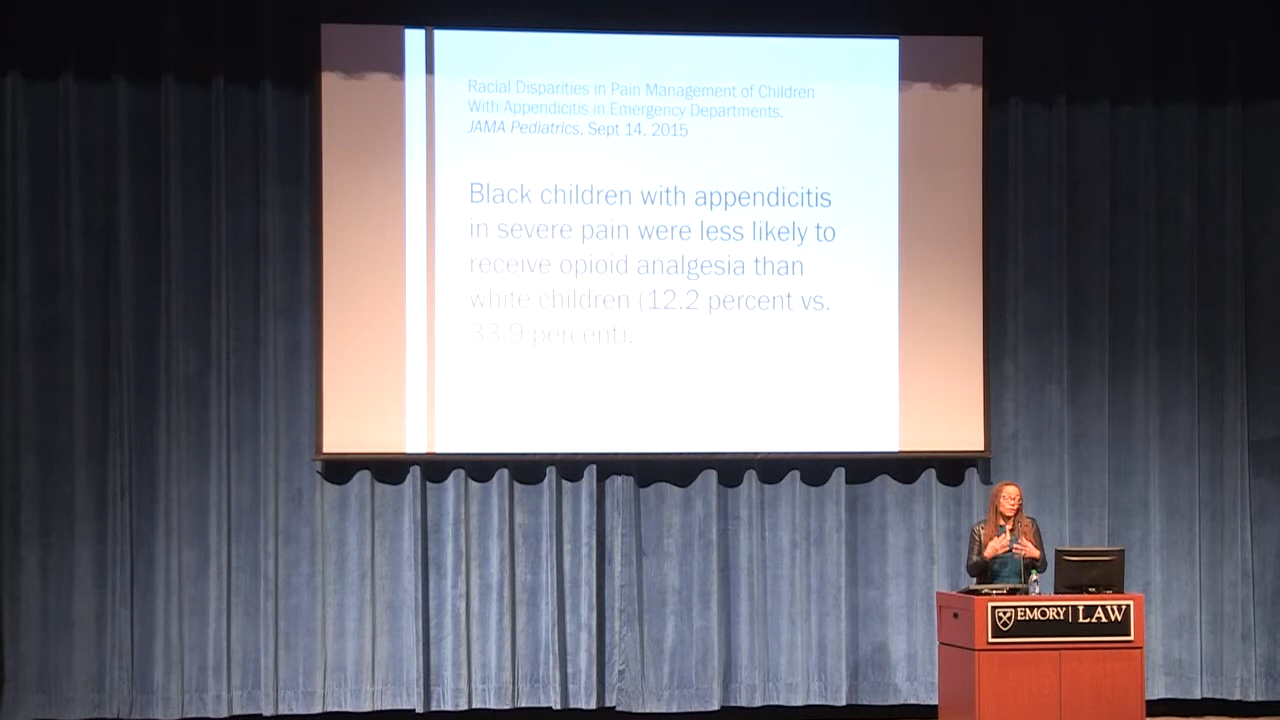 Racial Disparities in Pain Management of Children
With Appendicitis in Emergency Departments.
JAMA Pediatrics, Sept 14, 2015
Black children with appendicitis
in severe pain were less likely to
receive opioid analgesia than
white children (12.2 percent vs.
33.9 percent).
EMORY | LAW